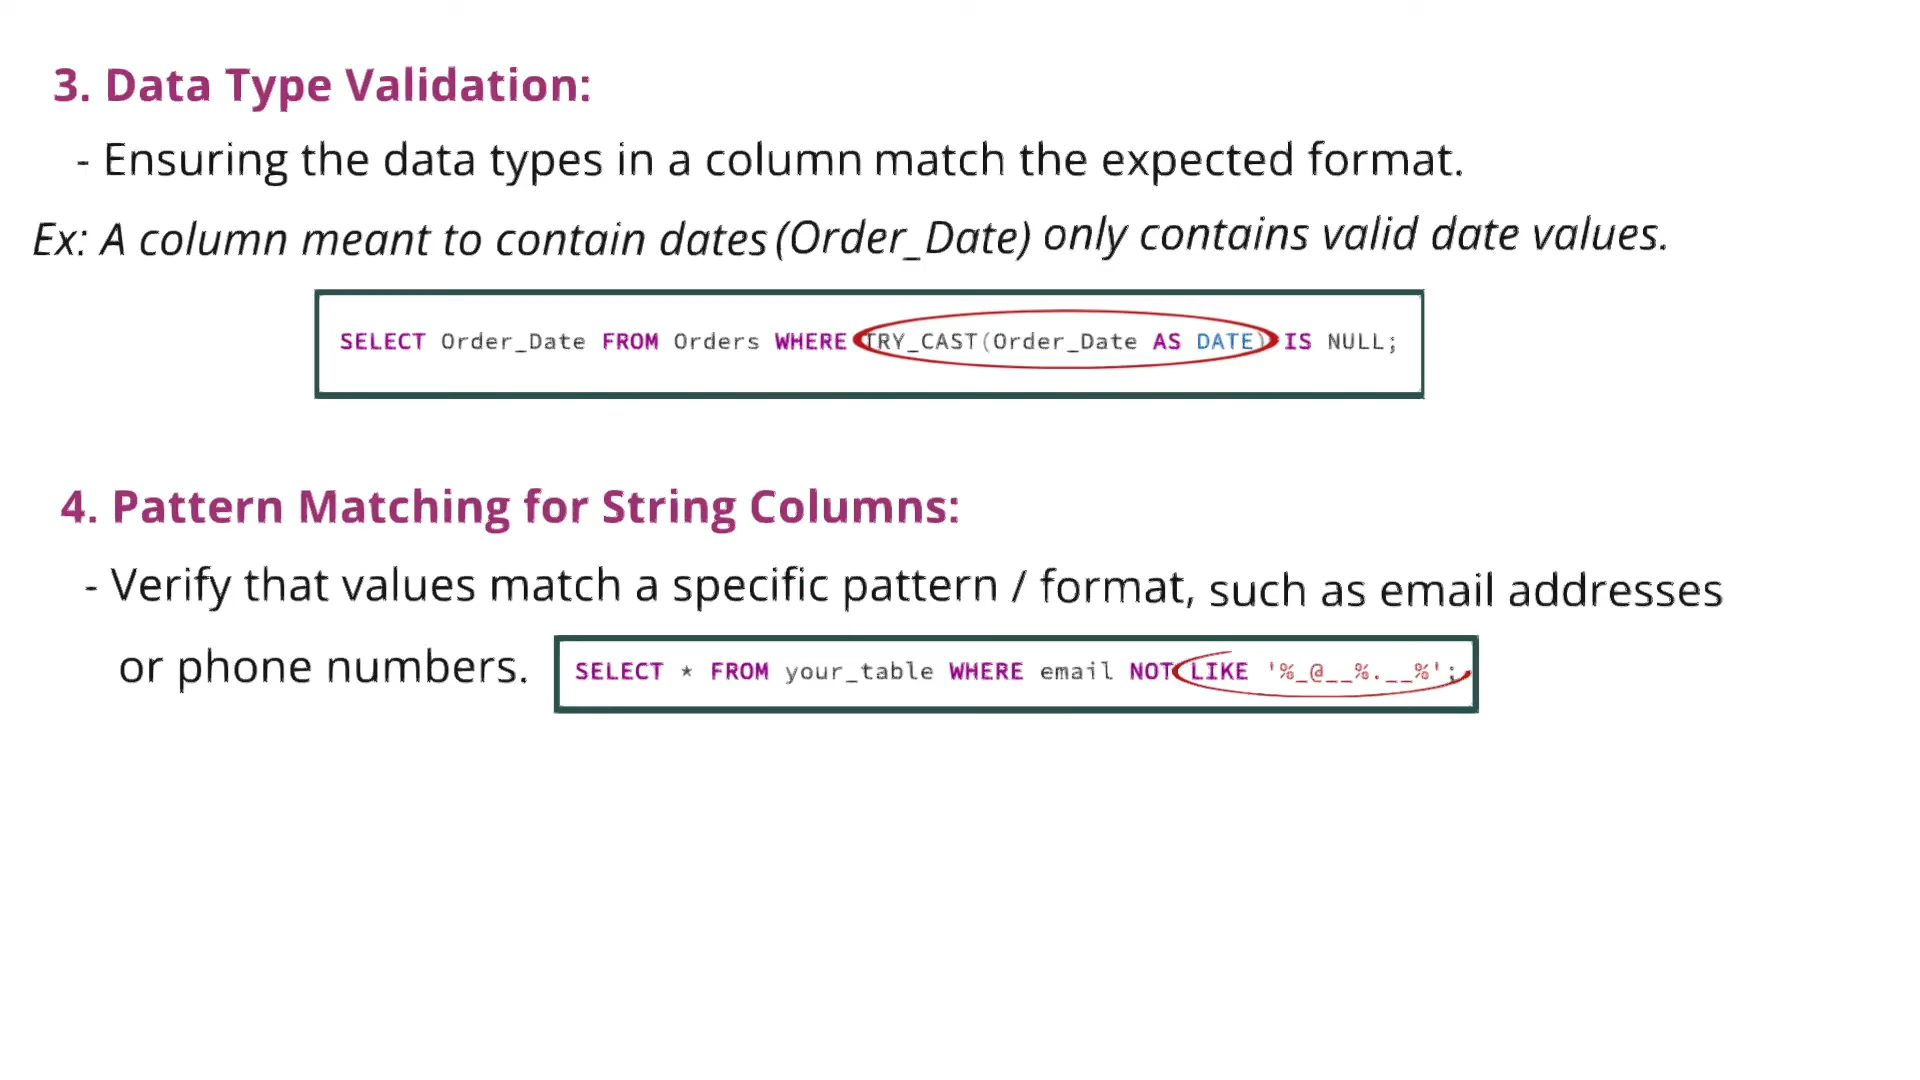 3. Data Type Validation:
- Ensuring the data types in a column match the expected format.
Ex: A column meant to contain dates (Order_Date) only contains valid date values.
SELECT Order_Date FROM Orders WHERE TRY_CAST(Order_Date AS DATE) IS NULL;
4. Pattern Matching for String Columns:
- Verify that values match a specific pattern / format, such as email addresses
or phone numbers.
SELECT * FROM your_table WHERE email NOT LIKE '%_@__%.__%';